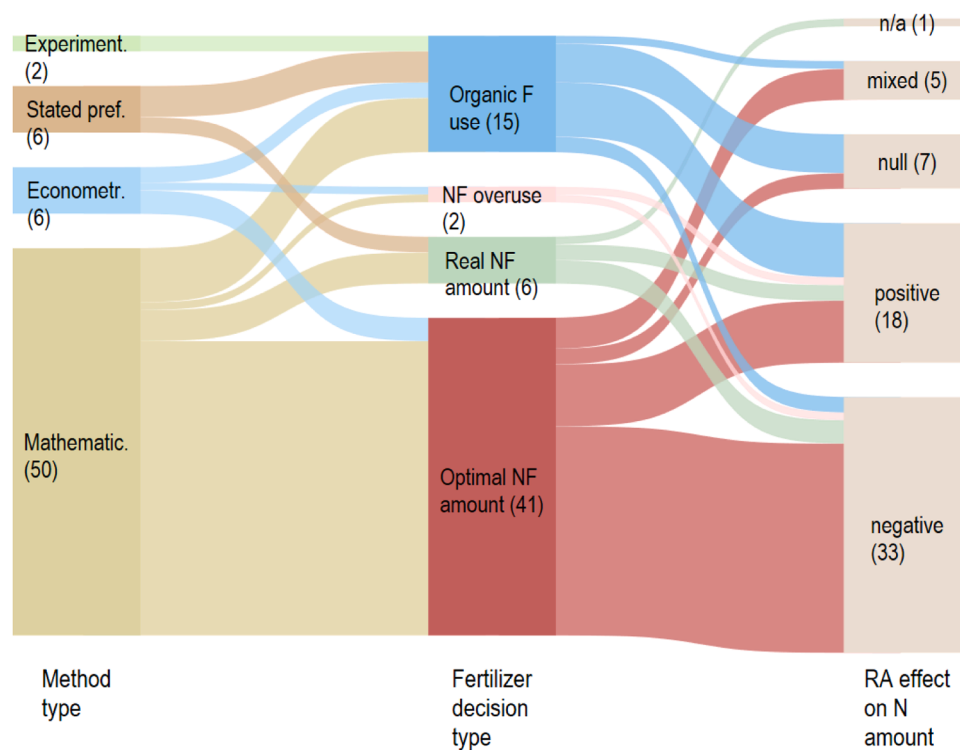 Experiment.
(2)
Stated pref.
(6)
Econometr.
(6)
Mathematic.
(50)
Method
type
Organic F
use (15)
NF overuse
(2)
Real NF
amount (6)
Optimal NF
amount (41)
Fertilizer
decision
type
n/a (1)
mixed (5)
null (7)
positive
(18)
negative
(33)
RA effect
on N
amount